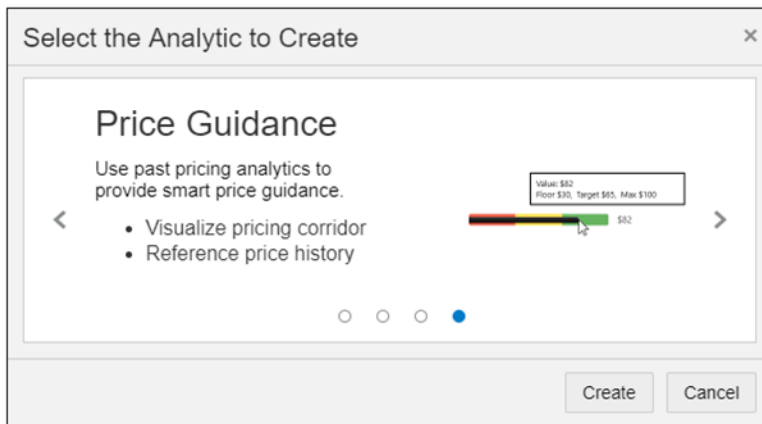 Select the Analytic to Create
×
Price Guidance
Use past pricing analytics to
provide smart price guidance.
• Visualize pricing corridor
• Reference price history
Value: $82
Floor $30, Target $65, Max $100
$82
Create
Cancel